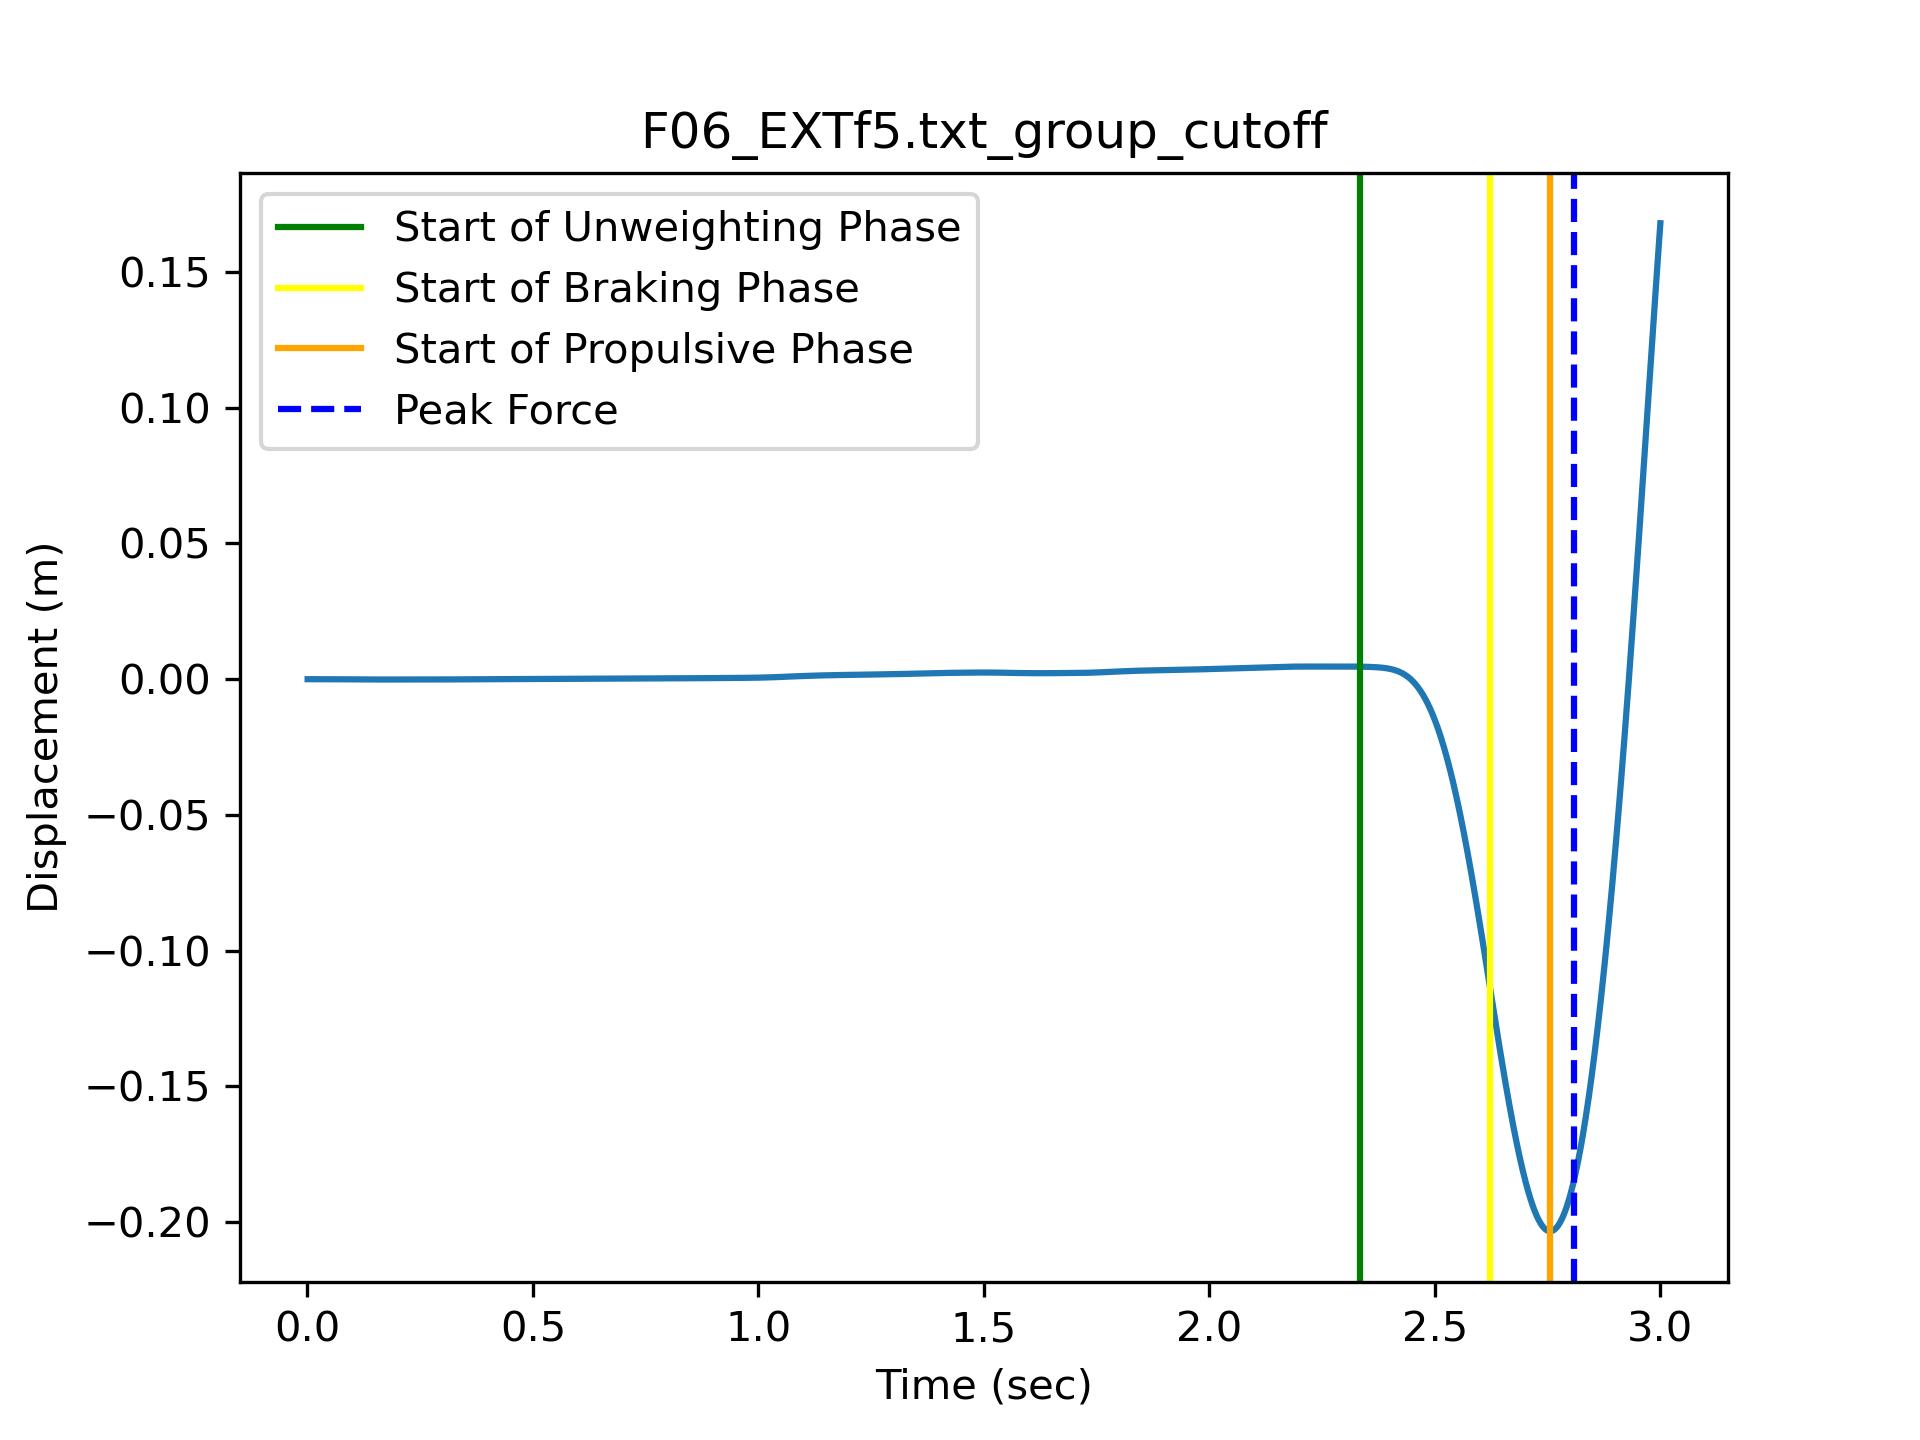 F06_EXTf5.txt_group_cutoff
Start of Unweighting Phase
Start of Braking Phase
Start of Propulsive Phase
Peak Force
Displacement (m)
0.15
0.10
0.05
0.00
−0.05
−0.10
−0.15
−0.20
0.0 0.5 1.0 1.5 2.0 2.5 3.0
Time (sec)